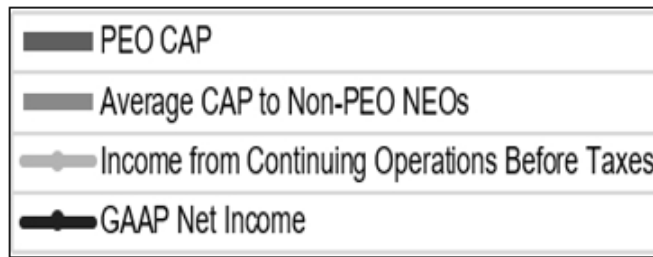 PEO CAP
Average CAP to Non-PEO NEOs
Income from Continuing Operations Before Taxes
GAAP Net Income